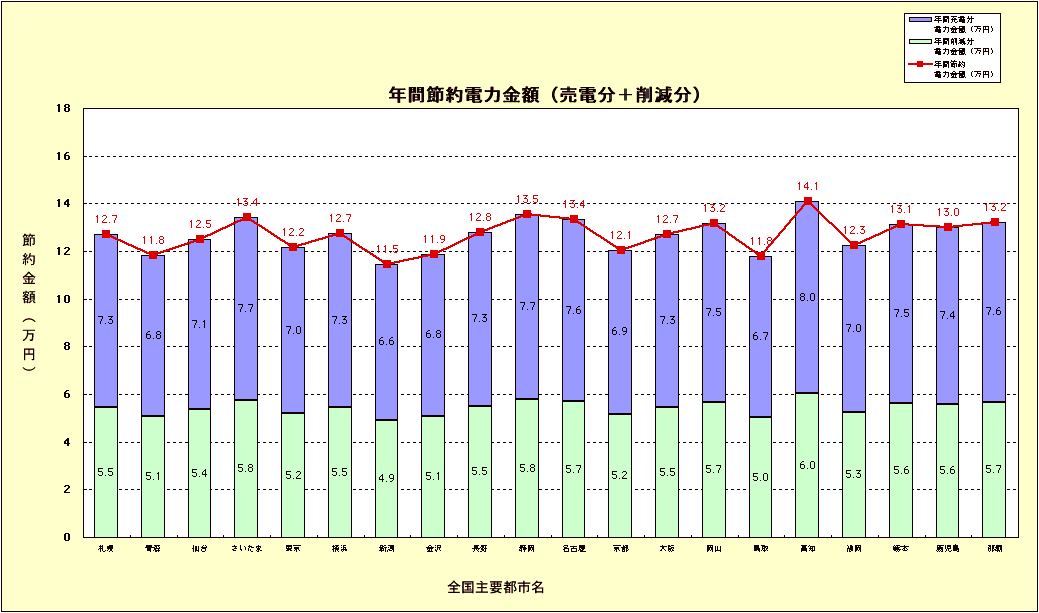 年間売電分
電力金額（万円）
年間削減分
電力金額（万円）
年間節約
電力金額（万円）
年間節約電力金額（売電分＋削減分）
18
16
14
12
10
8
6
4
2
0
節約金額（万円）
12.7 11.8 12.5 13.4 12.2 12.7 11.5 11.9 12.8 13.5 13.4 12.1 12.7 13.2 11.8 14.1 12.3 13.1 13.0 13.2
7.3 6.8 7.1 7.7 7.0 7.3 6.6 6.8 7.3 7.7 7.6 6.9 7.3 7.5 6.7 8.0 7.0 7.5 7.4 7.6
5.5 5.1 5.4 5.8 5.2 5.5 4.9 5.1 5.5 5.8 5.7 5.2 5.5 5.7 5.0 6.0 5.3 5.6 5.6 5.7
札幌 青森 仙台 さいたま 東京 横浜 新潟 金沢 長野 静岡 名古屋 京都 大阪 岡山 鳥取 高知 福岡 熊本 鹿児島 那覇
全国主要都市名